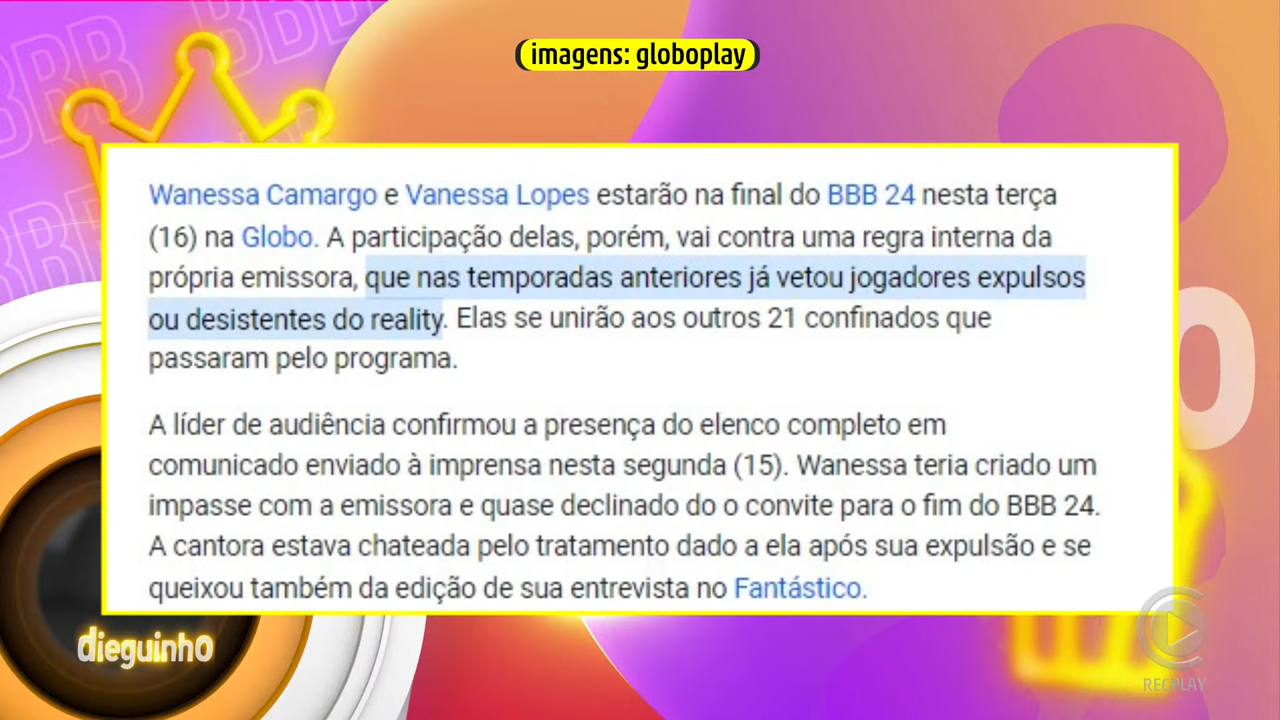 imagens: globoplay
BBB
BBB
BBB
Wanessa Camargo e Vanessa Lopes estarão na final do BBB 24 nesta terça
(16) na Globo. A participação delas, porém, vai contra uma regra interna da
própria emissora, que nas temporadas anteriores já vetou jogadores expulsos
ou desistentes do reality. Elas se unirão aos outros 21 confinados que
passaram pelo programa.
A líder de audiência confirmou a presença do elenco completo em
comunicado enviado à imprensa nesta segunda (15). Wanessa teria criado um
impasse com a emissora e quase declinado do o convite para o fim do BBB 24.
A cantora estava chateada pelo tratamento dado a ela após sua expulsão e se
queixou também da edição de sua entrevista no Fantástico.
dieguinho
RECPLAY